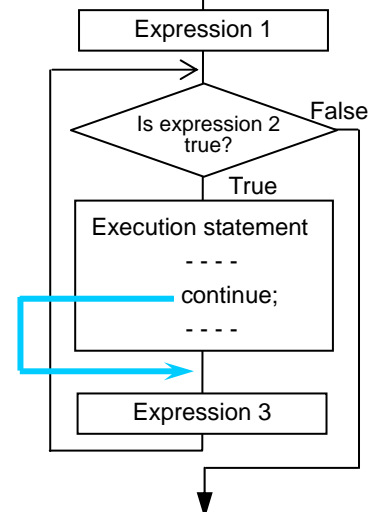 Expression 1
Is expression 2
true?
False
True
Execution statement
- - - -
continue;
- - - -
Expression 3